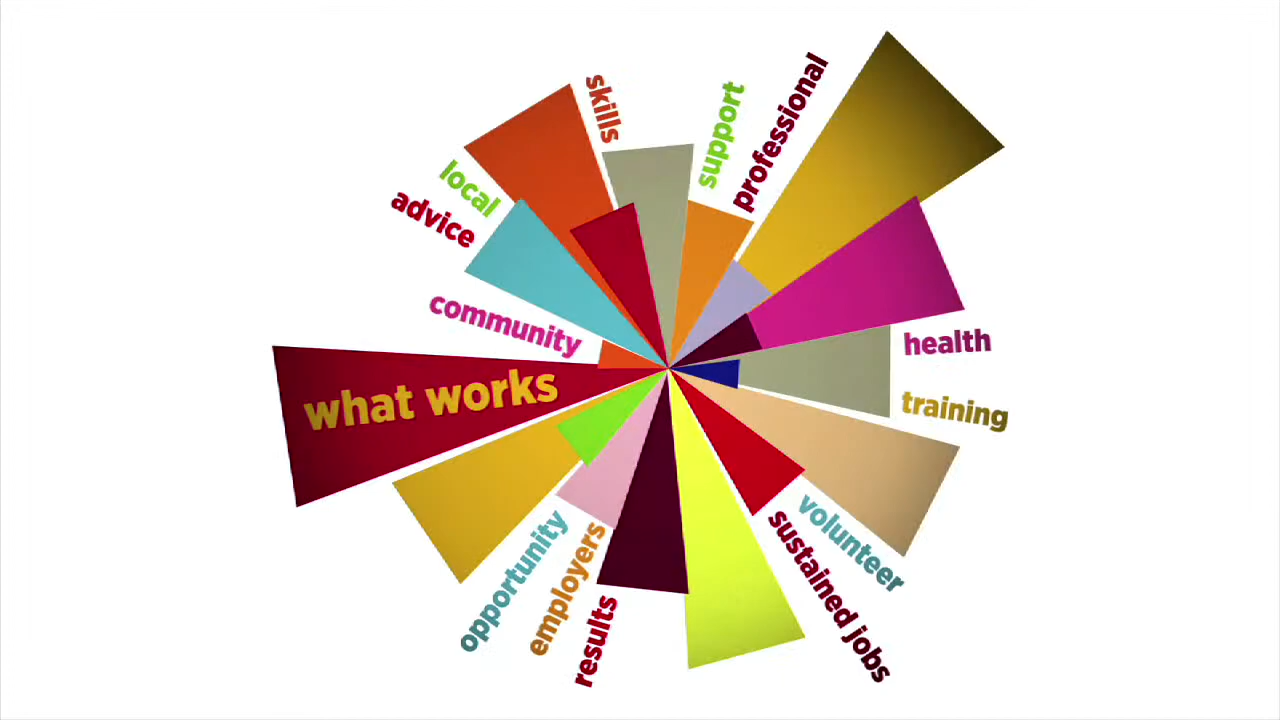 skills
support
professional
local
advice
community
what works
health
training
volunteer
sustained jobs
opportunity
employers
results